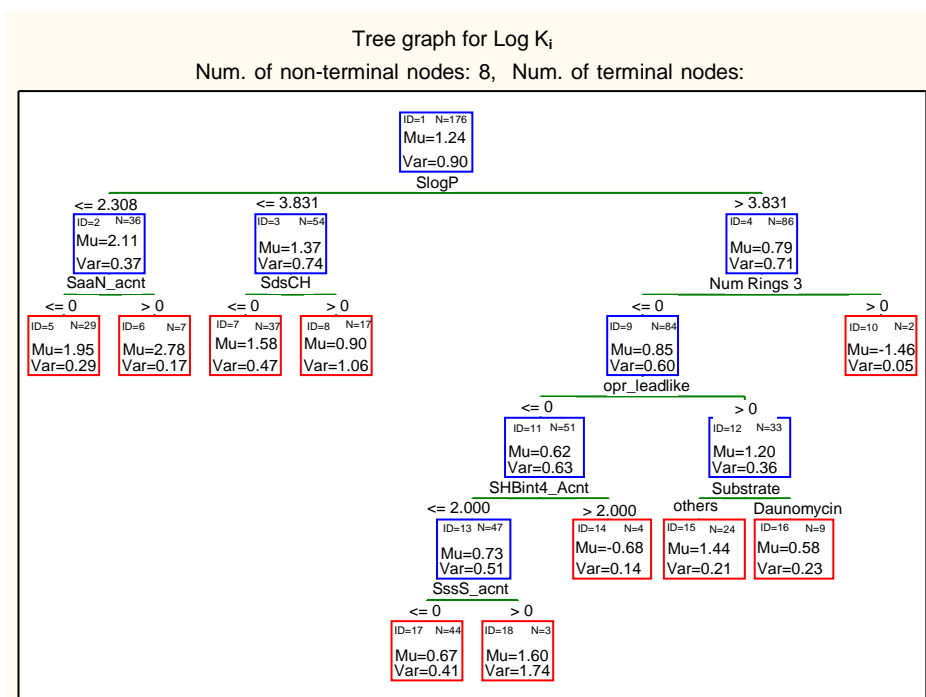 Tree graph for Log Ki
Num. of non-terminal nodes: 8, Num. of terminal nodes:
ID=1 N=176
Mu=1.24
Var=0.90
SlogP
<= 2.308 <= 3.831 > 3.831
ID=2 N=36 ID=3 N=54 ID=4 N=86
Mu=2.11 Mu=1.37 Mu=0.79
Var=0.37 Var=0.74 Var=0.71
SaaN_acnt SdsCH Num Rings 3
<= 0 > 0 <= 0 > 0 <= 0 > 0
ID=5 N=29 ID=6 N=7 ID=7 N=37 ID=8 N=17 ID=9 N=84 ID=10 N=2
Mu=1.95 Mu=2.78 Mu=1.58 Mu=0.90 Mu=0.85 Mu=-1.46
Var=0.29 Var=0.17 Var=0.47 Var=1.06 Var=0.60 Var=0.05
opr_leadlike
<= 0 > 0
ID=11 N=51 ID=12 N=33
Mu=0.62 Mu=1.20
Var=0.63 Var=0.36
SHBint4_Acnt Substrate
<= 2.000 > 2.000 others Daunomycin
ID=13 N=47 ID=14 N=4 ID=15 N=24 ID=16 N=9
Mu=0.73 Mu=-0.68 Mu=1.44 Mu=0.58
Var=0.51 Var=0.14 Var=0.21 Var=0.23
SssS_acnt
<= 0 > 0
ID=17 N=44 ID=18 N=3
Mu=0.67 Mu=1.60
Var=0.41 Var=1.74